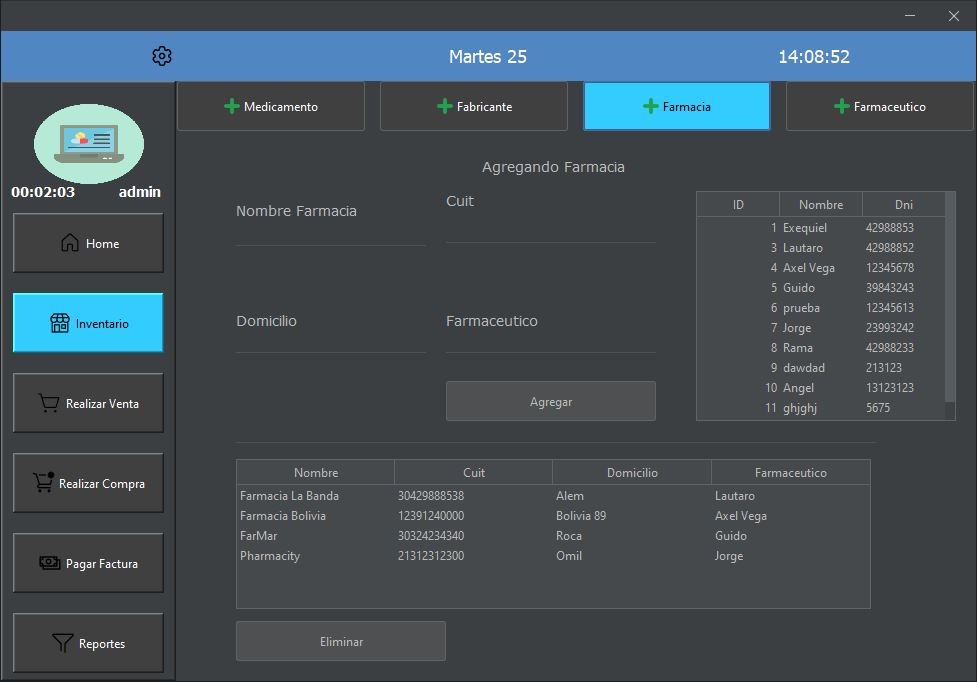 Martes 25
14:08:52
Medicamento
Fabricante
Farmacia
Farmaceutico
00:02:03 admin
Home
Inventario
Realizar Venta
Realizar Compra
Pagar Factura
Reportes
Agregando Farmacia
Nombre Farmacia
Cuit
Domicilio
Farmaceutico
Agregar
ID Nombre Dni
1 Exequiel 42988853
3 Lautaro 42988852
4 Axel Vega 12345678
5 Guido 39843243
6 prueba 12345613
7 Jorge 23993242
8 Rama 42988233
9 dawdad 213123
10 Angel 13123123
11 ghjghj 5675
Nombre Cuit Domicilio Farmaceutico
Farmacia La Banda 30429888538 Alem Lautaro
Farmacia Bolivia 12391240000 Bolivia 89 Axel Vega
FarMar 30324234340 Roca Guido
Pharmacity 21312312300 Omil Jorge
Eliminar